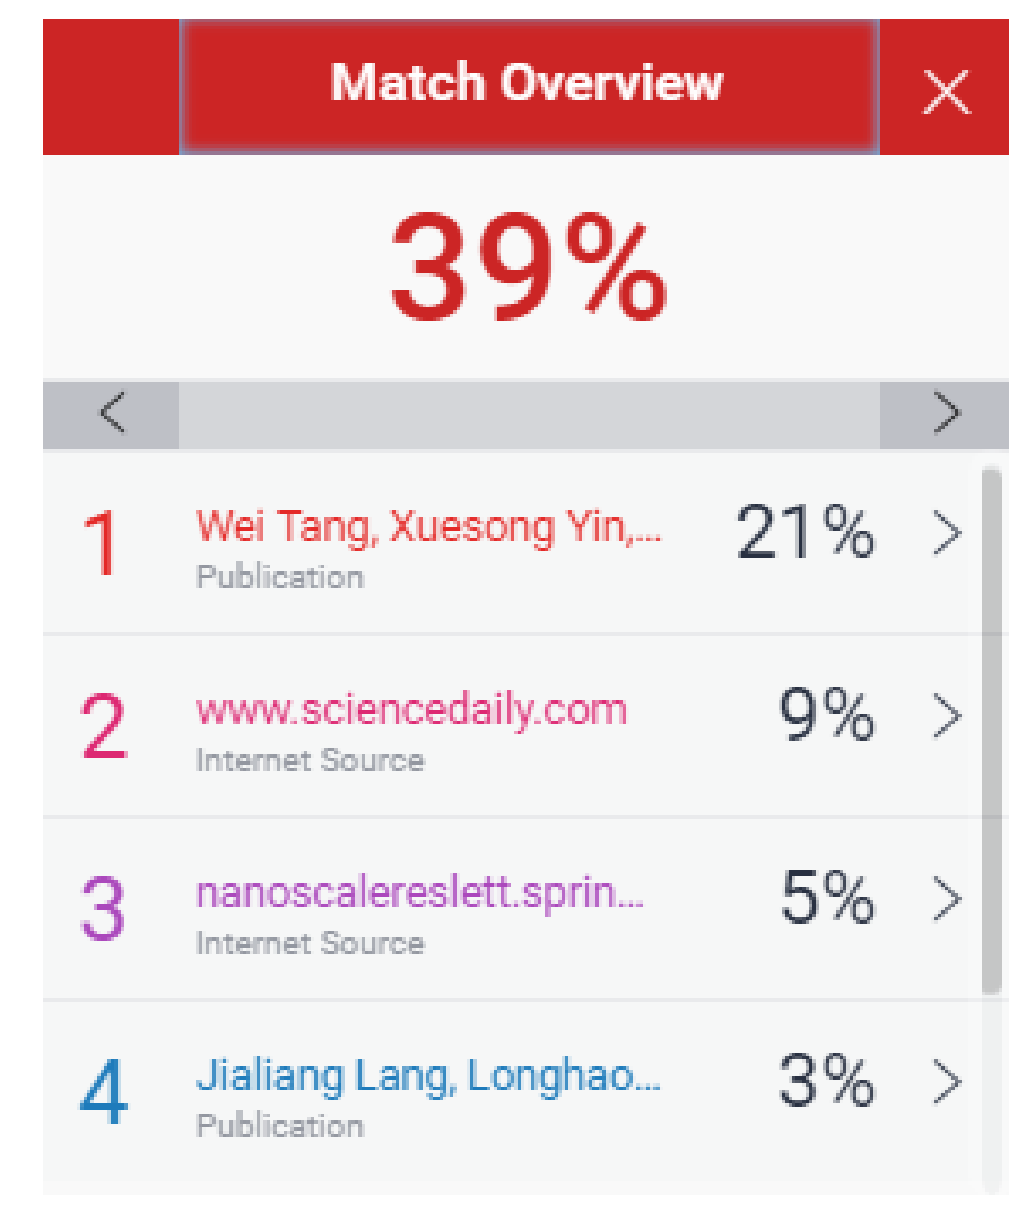 Match Overview
39%
1 Wei Tang, Xuesong Yin,... 21%
Publication
2 www.sciencedaily.com 9%
Internet Source
3 nanoscalereslett.sprin... 5%
Internet Source
4 Jialiang Lang, Longhao... 3%
Publication